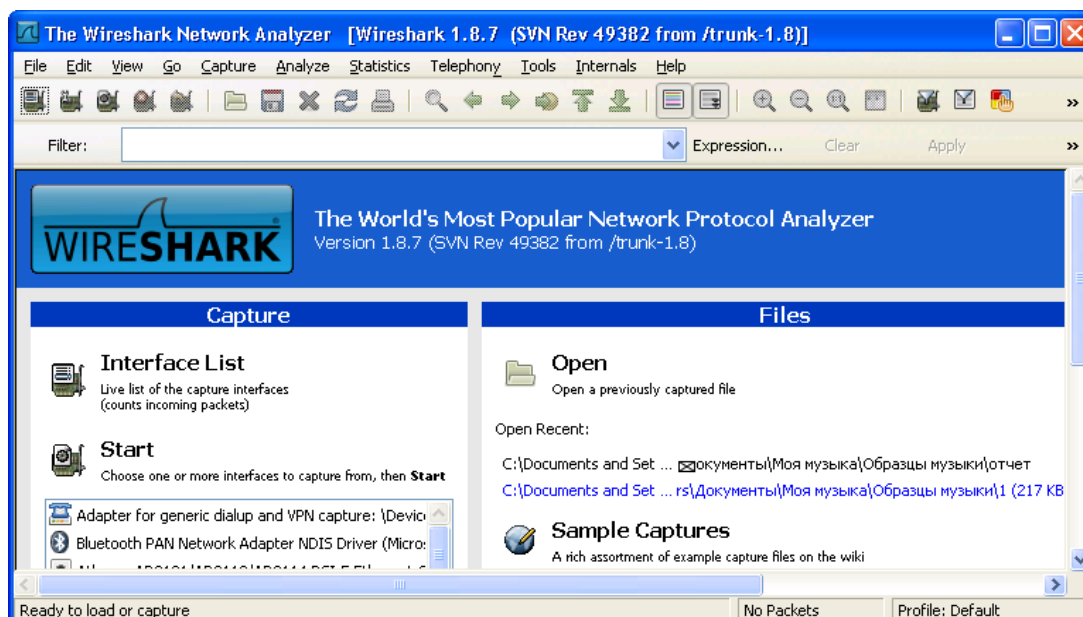 The Wireshark Network Analyzer [Wireshark 1.8.7 (SVN Rev 49382 from /trunk-1.8)]
File Edit View Go Capture Analyze Statistics Telephony Tools Internals Help
Filter: Expression... Clear Apply
WIRESHARK
The World's Most Popular Network Protocol Analyzer
Version 1.8.7 (SVN Rev 49382 from /trunk-1.8)
Capture
Interface List
Live list of the capture interfaces
(counts incoming packets)
Start
Choose one or more interfaces to capture from, then Start
Adapter for generic dialup and VPN capture: \Devic
Bluetooth PAN Network Adapter NDIS Driver (Micro
Files
Open
Open a previously captured file
Open Recent:
C:\Documents and Set ... окументы\Моя музыка\Образцы музыки\отчет
C:\Documents and Set ... rs\Документы\Моя музыка\Образцы музыки\1 (217 KB
Sample Captures
A rich assortment of example capture files on the wiki
Ready to load or capture No Packets Profile: Default